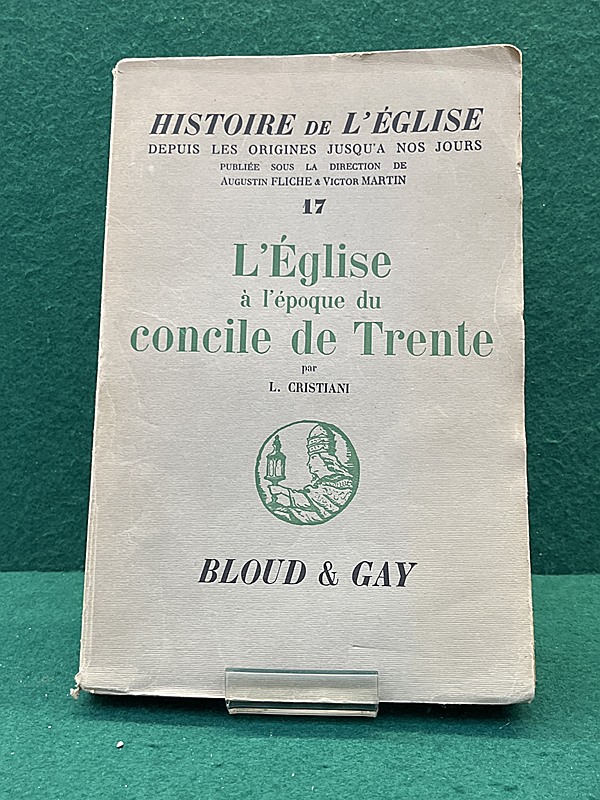 HISTOIRE DE L'ÉGLISE
DEPUIS LES ORIGINES JUSQU'A NOS JOURS
PUBLIÉE SOUS LA DIRECTION DE
AUGUSTIN FLICHE & VICTOR MARTIN
17
L'Église
à l'époque du
concile de Trente
par
L. CRISTIANI
BLOUD & GAY